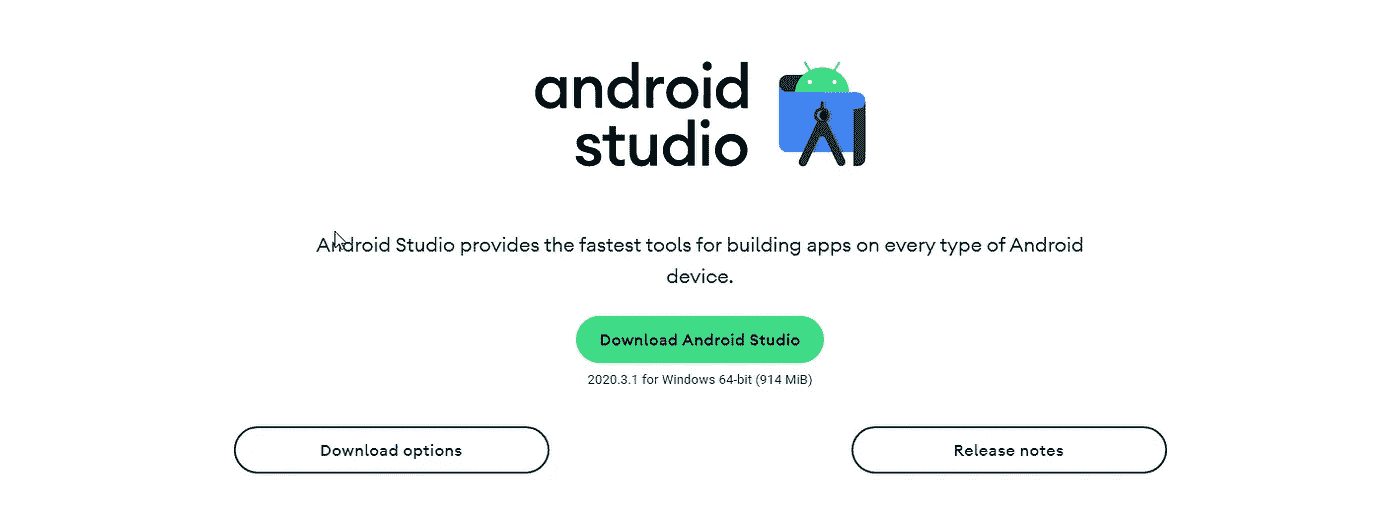 android
studio
Android Studio provides the fastest tools for building apps on every type of Android
device.
Download Android Studio
2020.3.1 for Windows 64-bit (914 MiB)
Download options
Release notes